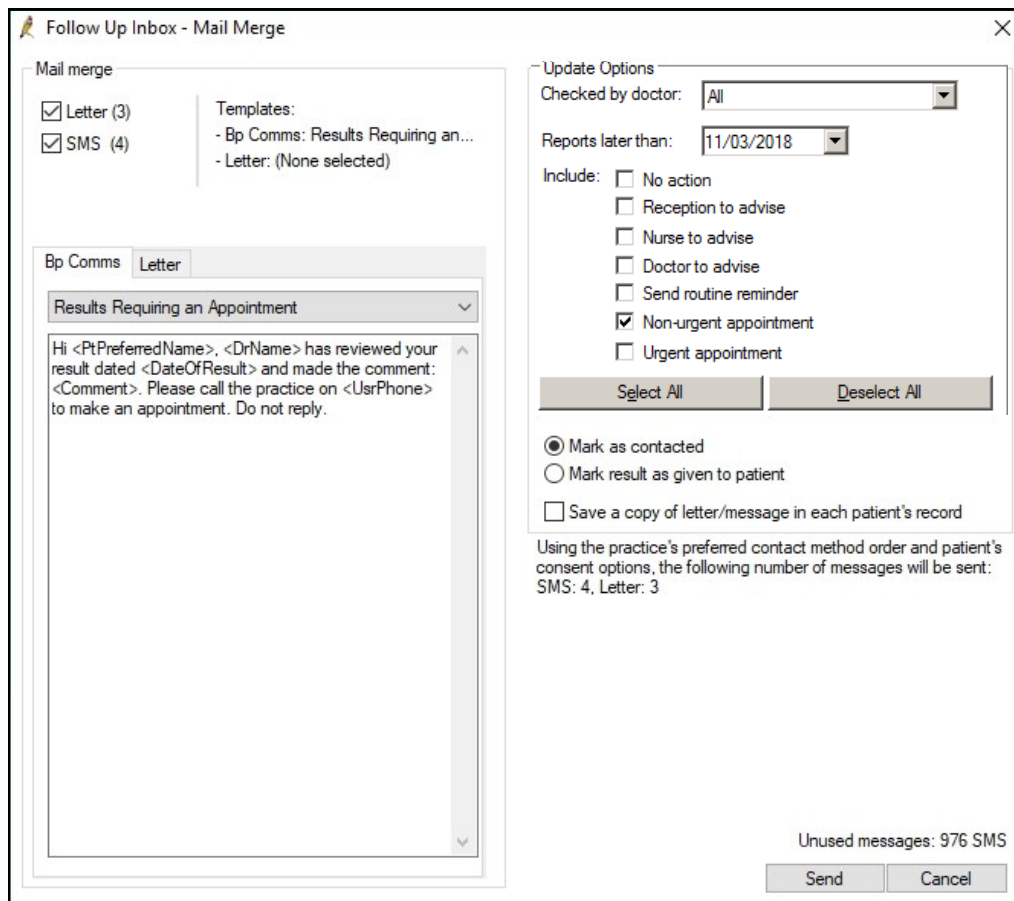 Follow Up Inbox - Mail Merge
Mail merge
Letter (3)
SMS (4)
Templates:
- Bp Comms: Results Requiring an...
- Letter: (None selected)
Bp Comms
Letter
Results Requiring an Appointment
Hi <PtPreferredName>, <DrName> has reviewed your
result dated <DateOfResult> and made the comment:
<Comment>. Please call the practice on <UsrPhone>
to make an appointment. Do not reply.
Update Options
Checked by doctor:
All
Reports later than:
11/03/2018
Include:
No action
Reception to advise
Nurse to advise
Doctor to advise
Send routine reminder
Non-urgent appointment
Urgent appointment
Select All
Deselect All
Mark as contacted
Mark result as given to patient
Save a copy of letter/message in each patient's record
Using the practice's preferred contact method order and patient's
consent options, the following number of messages will be sent:
SMS: 4, Letter: 3
Unused messages: 976 SMS
Send
Cancel